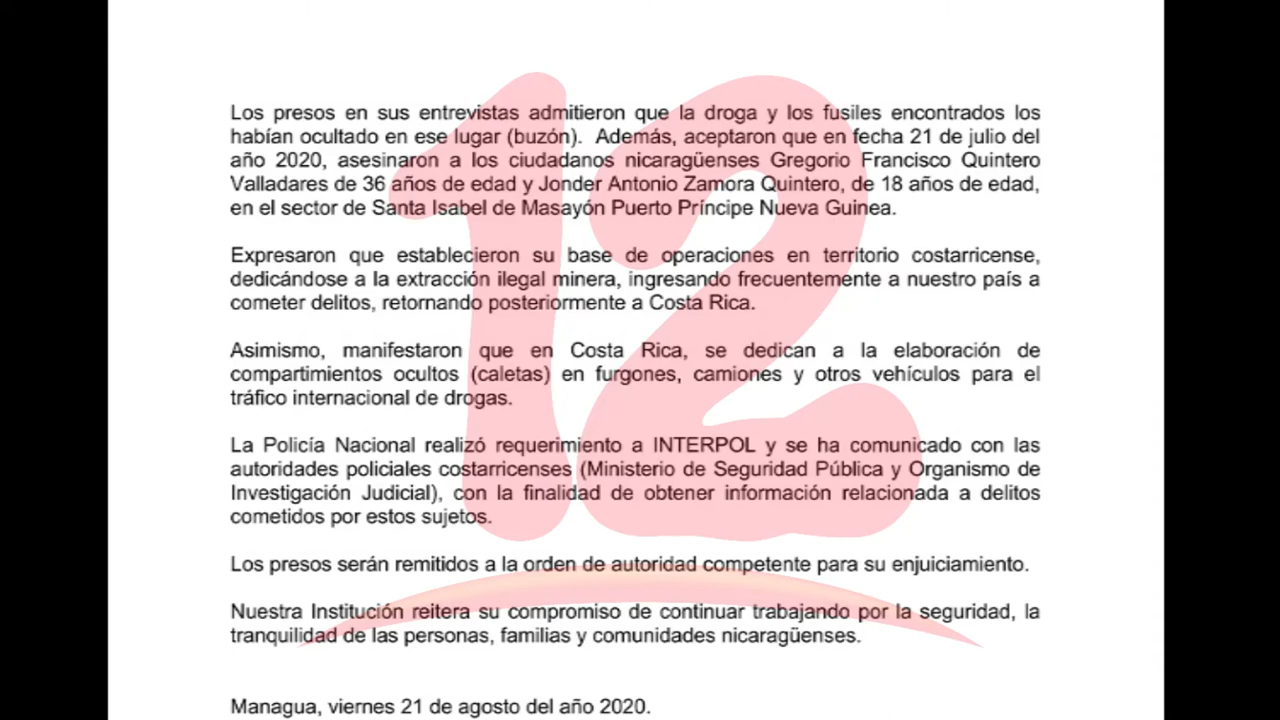 Los presos en sus entrevistas admitieron que la droga y los fusiles encontrados los
habían ocultado en ese lugar (buzón). Además, aceptaron que en fecha 21 de julio del
año 2020, asesinaron a los ciudadanos nicaragüenses Gregorio Francisco Quintero
Valladares de 36 años de edad y Jonder Antonio Zamora Quintero, de 18 años de edad,
en el sector de Santa Isabel de Masayón Puerto Príncipe Nueva Guinea.
Expresaron que establecieron su base de operaciones en territorio costarricense,
dedicándose a la extracción ilegal minera, ingresando frecuentemente a nuestro país a
cometer delitos, retornando posteriormente a Costa Rica.
Asimismo, manifestaron que en Costa Rica, se dedican a la elaboración de
compartimientos ocultos (caletas) en furgones, camiones y otros vehículos para el
tráfico internacional de drogas.
La Policía Nacional realizó requerimiento a INTERPOL y se ha comunicado con las
autoridades policiales costarricenses (Ministerio de Seguridad Pública y Organismo de
Investigación Judicial), con la finalidad de obtener información relacionada a delitos
cometidos por estos sujetos.
Los presos serán remitidos a la orden de autoridad competente para su enjuiciamiento.
Nuestra Institución reitera su compromiso de continuar trabajando por la seguridad, la
tranquilidad de las personas, familias y comunidades nicaragüenses.
Managua, viernes 21 de agosto del año 2020.
12